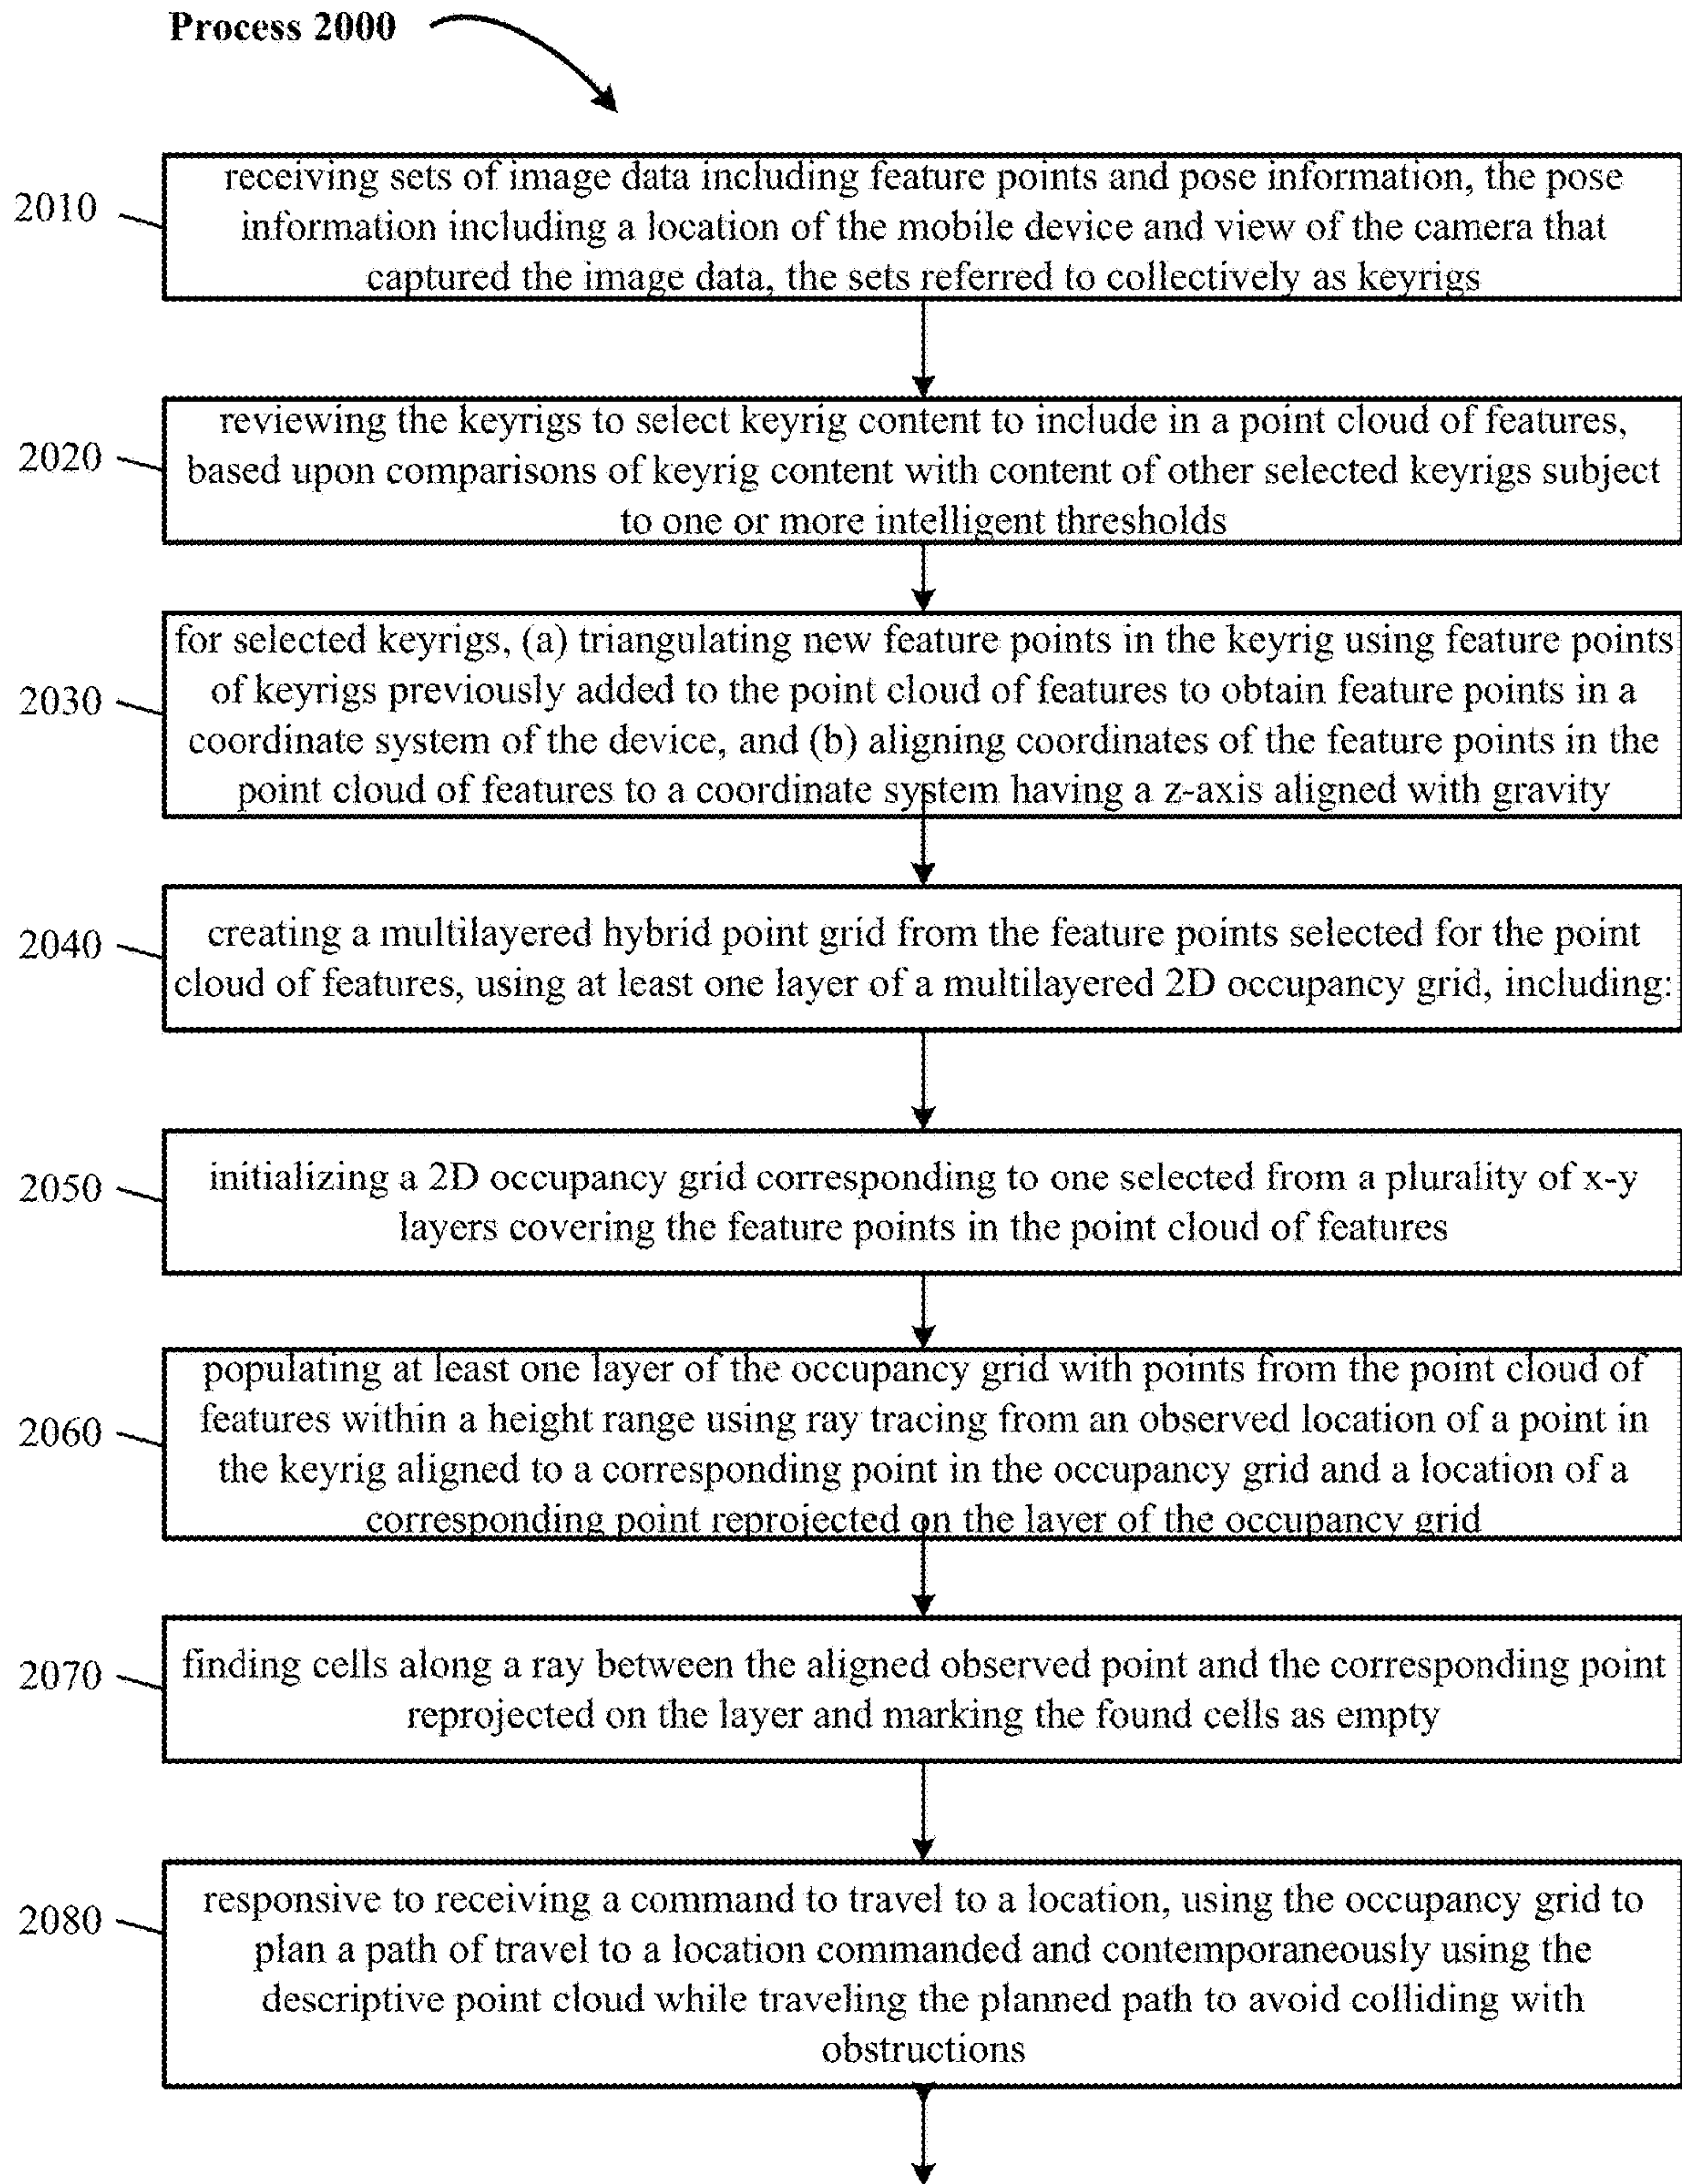 Process 2000
2010
receiving sets of image data including feature points and pose information, the pose
information including a location of the mobile device and view of the camera that
captured the image data, the sets referred to collectively as keyrigs
2020
reviewing the keyrigs to select keyrig content to include in a point cloud of features,
based upon comparisons of keyrig content with content of other selected keyrigs subject
to one or more intelligent thresholds
2030
for selected keyrigs, (a) triangulating new feature points in the keyrig using feature points
of keyrigs previously added to the point cloud of features to obtain feature points in a
coordinate system of the device, and (b) aligning coordinates of the feature points in the
point cloud of features to a coordinate system having a z-axis aligned with gravity
2040
creating a multilayered hybrid point grid from the feature points selected for the point
cloud of features, using at least one layer of a multilayered 2D occupancy grid, including:
2050
initializing a 2D occupancy grid corresponding to one selected from a plurality of x-y
layers covering the feature points in the point cloud of features
2060
populating at least one layer of the occupancy grid with points from the point cloud of
features within a height range using ray tracing from an observed location of a point in
the keyrig aligned to a corresponding point in the occupancy grid and a location of a
corresponding point reprojected on the layer of the occupancy grid
2070
finding cells along a ray between the aligned observed point and the corresponding point
reprojected on the layer and marking the found cells as empty
2080
responsive to receiving a command to travel to a location, using the occupancy grid to
plan a path of travel to a location commanded and contemporaneously using the
descriptive point cloud while traveling the planned path to avoid colliding with
obstructions